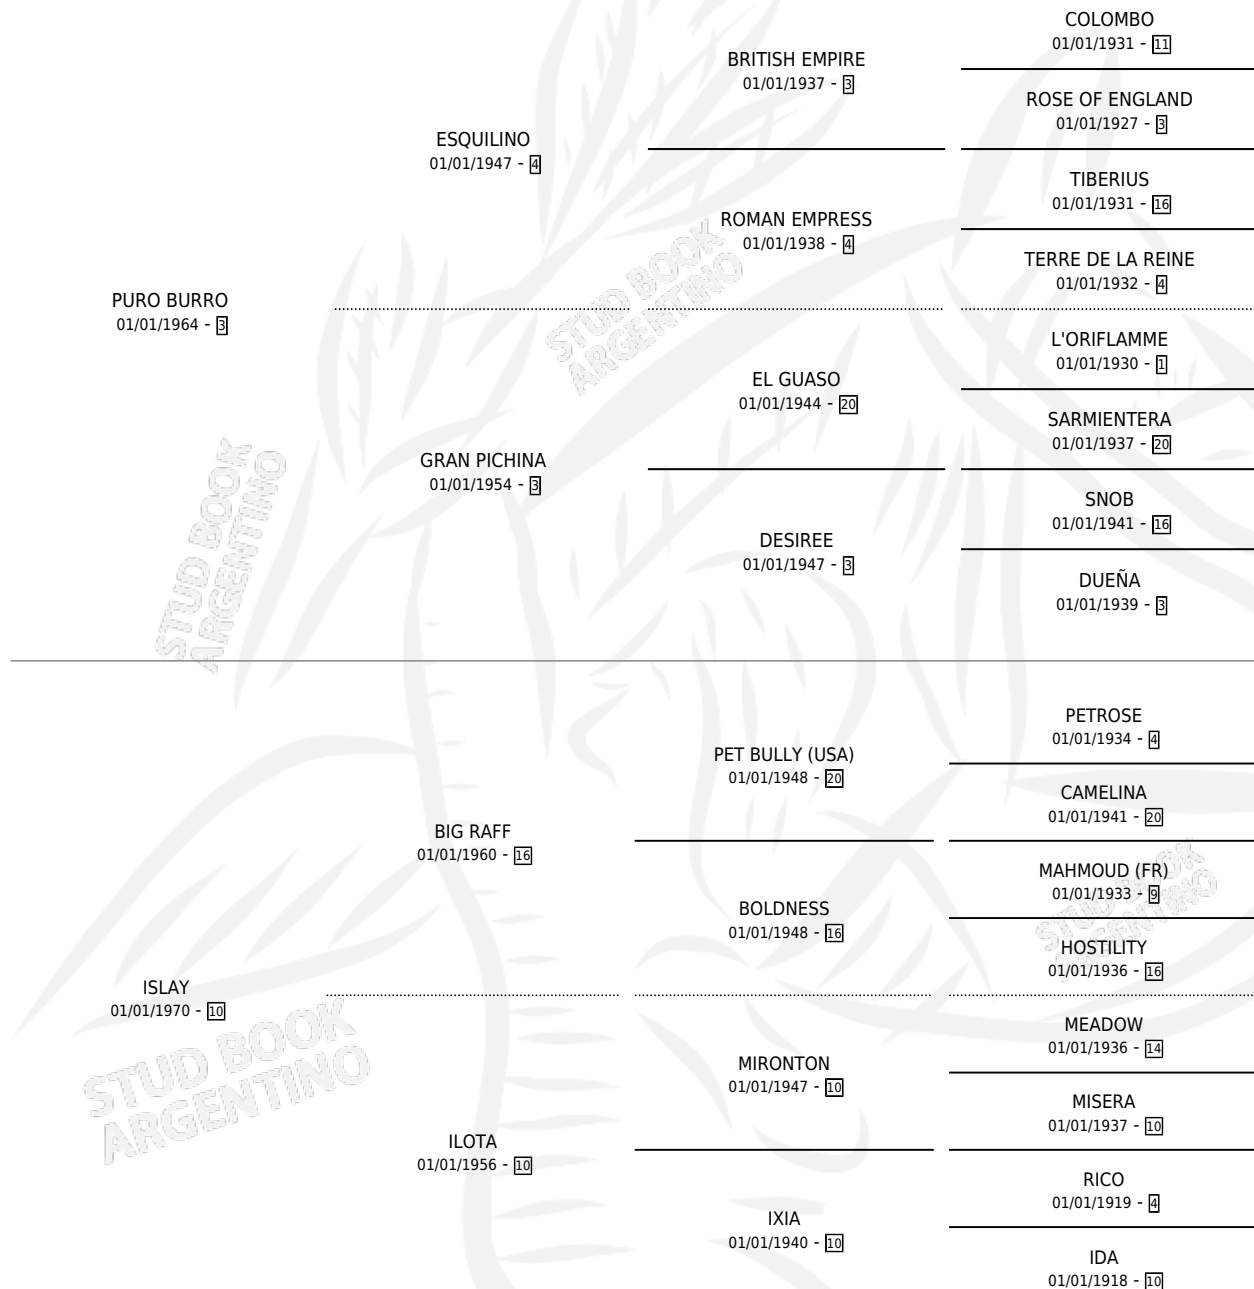 COLOMBO
01/01/1931 - 11
BRITISH EMPIRE
01/01/1937 - 3
ROSE OF ENGLAND
01/01/1927 - 3
ESQUILINO
01/01/1947 - 4
TIBERIUS
01/01/1931 - 16
ROMAN EMPRESS
01/01/1938 - 4
TERRE DE LA REINE
01/01/1932 - 4
PURO BURRO
01/01/1964 - 3
L'ORIFLAMME
01/01/1930 - 1
EL GUASO
01/01/1944 - 20
SARMIENTERA
01/01/1937 - 20
GRAN PICHINA
01/01/1954 - 3
SNOB
01/01/1941 - 16
DESIREE
01/01/1947 - 3
DUEÑA
01/01/1939 - 3
PETROSE
01/01/1934 - 4
PET BULLY (USA)
01/01/1948 - 20
CAMELINA
01/01/1941 - 20
BIG RAFF
01/01/1960 - 16
MAHMOUD (FR)
01/01/1933 - 9
BOLDNESS
01/01/1948 - 16
HOSTILITY
01/01/1936 - 16
ISLAY
01/01/1970 - 10
MEADOW
01/01/1936 - 14
MIRONTON
01/01/1947 - 10
MISERA
01/01/1937 - 10
ILOTA
01/01/1956 - 10
RICO
01/01/1919 - 4
IXIA
01/01/1940 - 10
IDA
01/01/1918 - 10
STUD BOOK
ARGENTINO
STUD BOOK
ARGENTINO
STUD BOOK
ARGENTINO
STUD BOOK
ARGENTINO